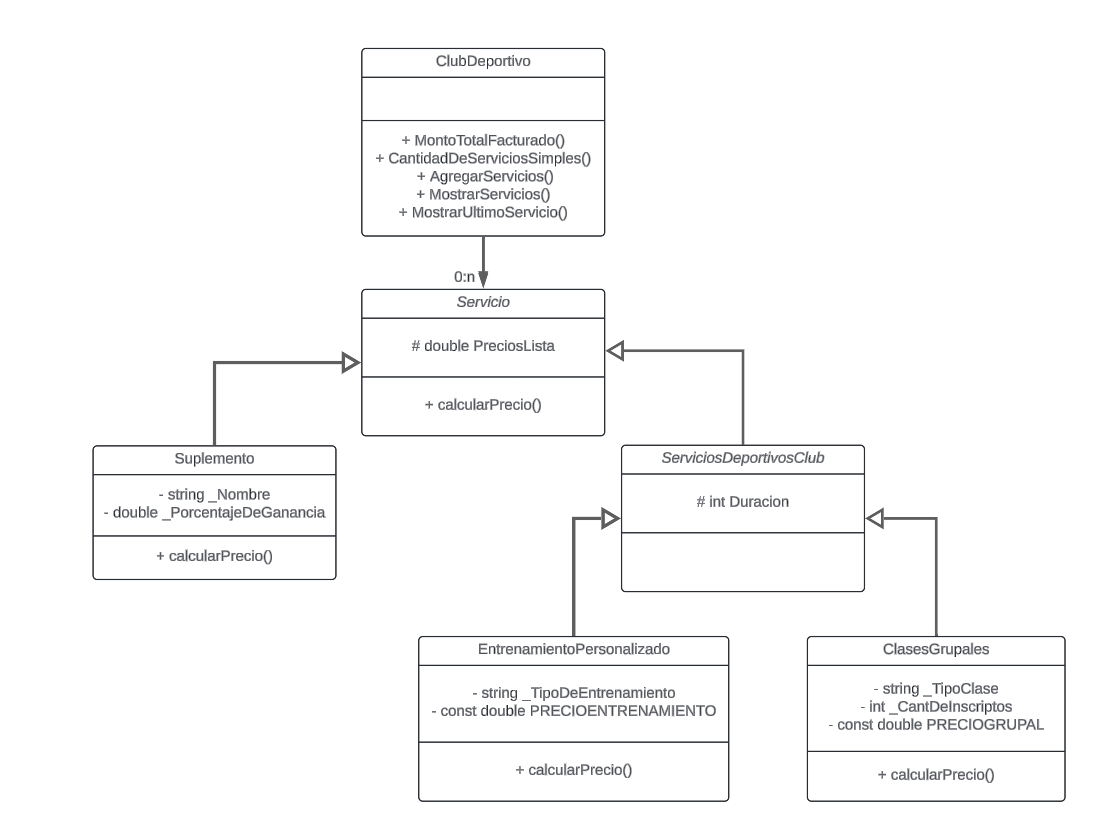 ClubDeportivo
+ MontoTotalFacturado()
+ CantidadDeServiciosSimples()
+ AgregarServicios()
+ MostrarServicios()
+ MostrarUltimoServicio()
0:n
Servicio
# double PreciosLista
+ calcularPrecio()
Suplemento
- string _Nombre
- double _PorcentajeDeGanancia
+ calcularPrecio()
ServiciosDeportivosClub
# int Duracion
EntrenamientoPersonalizado
- string _TipoDeEntrenamiento
- const double PRECIOENTRENAMIENTO
+ calcularPrecio()
ClasesGrupales
- string _TipoClase
- int _CantDeInscriptos
- const double PRECIOGRUPAL
+ calcularPrecio()